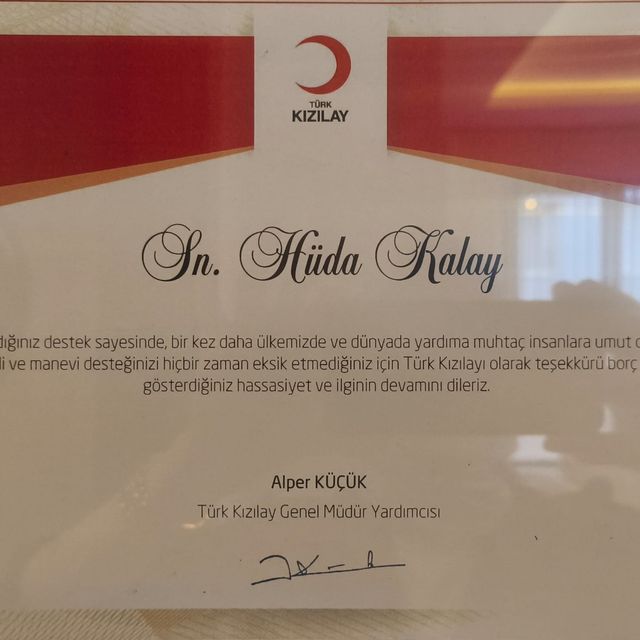 TÜRK
KIZILAY
Sn. Hüda Kalay
destek sayesinde, bir kez daha ülkemizde ve dünyada yardıma muhtaç insanlara umut
ve manevi desteğinizi hiçbir zaman eksik etmediğiniz için Türk Kızılayı olarak teşekkürü borç
gösterdiğiniz hassasiyet ve ilginin devamını dileriz.
Alper KÜÇÜK
Türk Kızılay Genel Müdür Yardımcısı